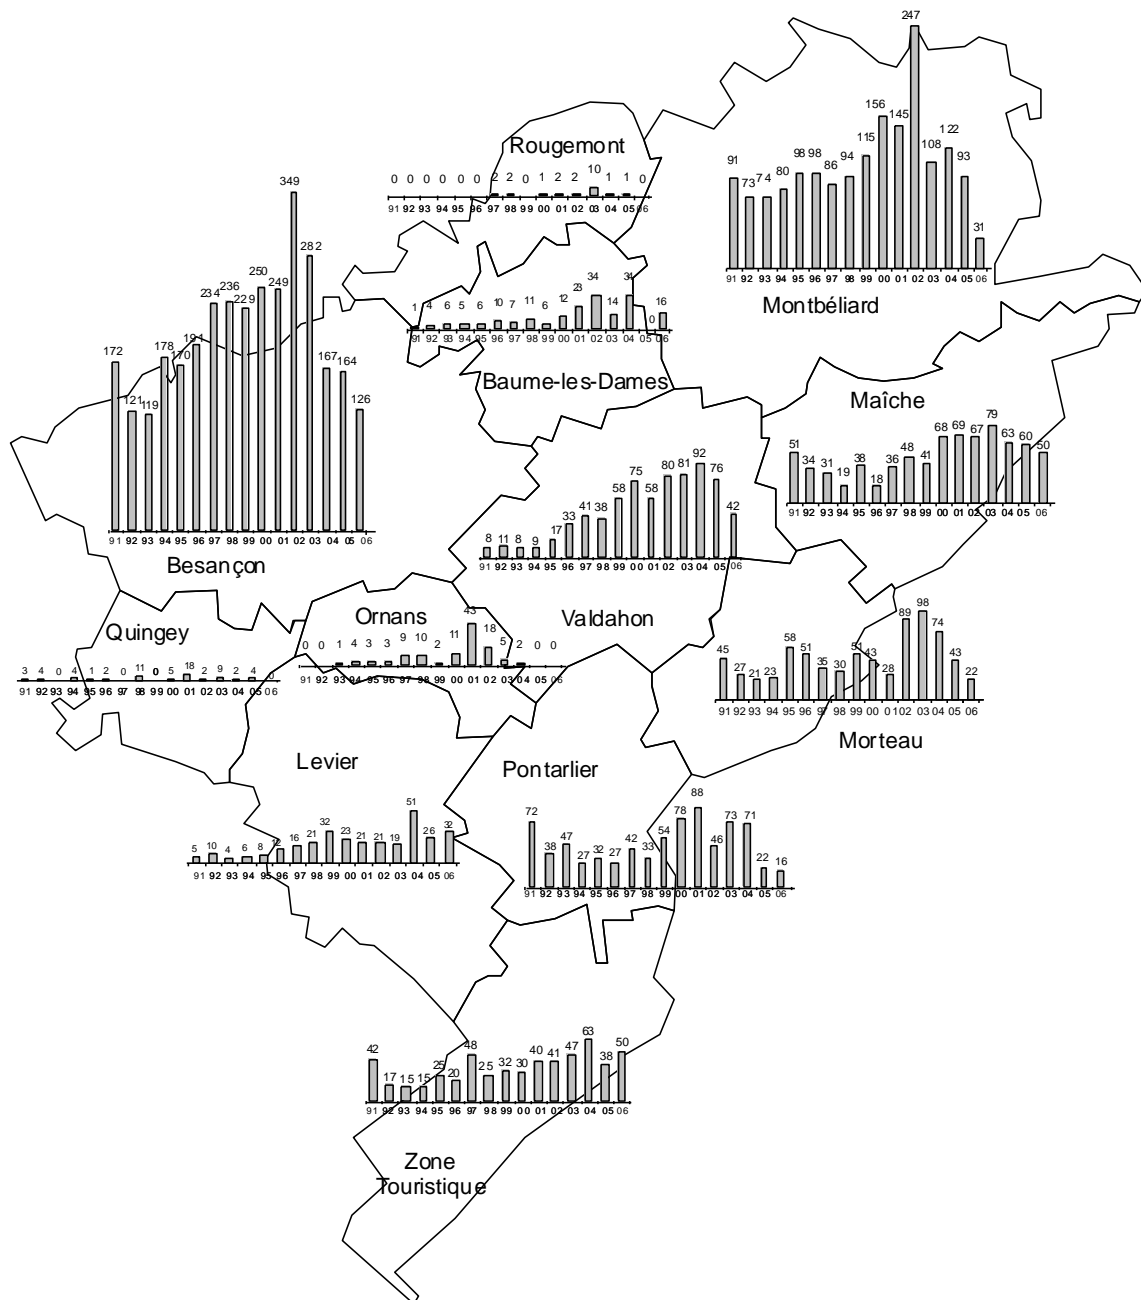 247
156
145
122
115
108
98 98
94
93
91
86
80
73 74
31
91 92 93 94 95 96 97 98 99 00 01 02 03 04 05 06
Montbéliard
Rougemont
0 0 0 0 0 0 2 2 0 1 2 2 10 1 1 0
91 92 93 94 95 96 97 98 99 00 01 02 03 04 05 06
349
282
250
249
234 236
229
191
178
172
170
167 164
126
121 119
91 92 93 94 95 96 97 98 99 00 01 02 03 04 05 06
Besançon
1 4 6 5 6 10 7 11 6 12 23 34 14 34 0 16
91 92 93 94 95 96 97 98 99 00 01 02 03 04 05 06
Baume-les-Dames
Maîche
51 34 31 19 38 18 36 48 41 68 69 67 79 63 60 50
91 92 93 94 95 96 97 98 99 00 01 02 03 04 05 06
8 11 8 9 17 33 41 38 58 75 58 80 81 92 76 42
91 92 93 94 95 96 97 98 99 00 01 02 03 04 05 06
Valdahon
Quingey
3 4 0 4 1 2 0 11 0 5 18 2 9 2 4 0
91 92 93 94 95 96 97 98 99 00 01 02 03 04 05 06
Ornans
0 0 1 4 3 3 9 10 2 11 43 18 5 2 0 0
91 92 93 94 95 96 97 98 99 00 01 02 03 04 05 06
45 27 21 23 58 51 35 30 51 43 28 89 98 74 43 22
91 92 93 94 95 96 97 98 99 00 01 02 03 04 05 06
Morteau
Levier
5 10 4 6 8 12 16 21 32 23 21 21 19 51 26 32
91 92 93 94 95 96 97 98 99 00 01 02 03 04 05 06
Pontarlier
72 38 47 27 32 27 42 33 54 78 88 46 73 71 22 16
91 92 93 94 95 96 97 98 99 00 01 02 03 04 05 06
42 17 15 15 25 20 48 25 32 30 40 41 47 63 38 50
91 92 93 94 95 96 97 98 99 00 01 02 03 04 05 06
Zone
Touristique